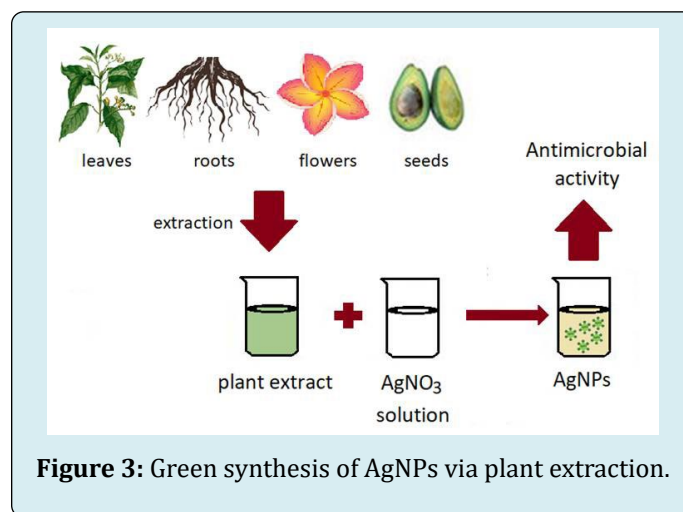 leaves roots flowers seeds
Antimicrobial
activity
extraction
plant extract
AgNO₃
solution
AgNPs
Figure 3: Green synthesis of AgNPs via plant extraction.